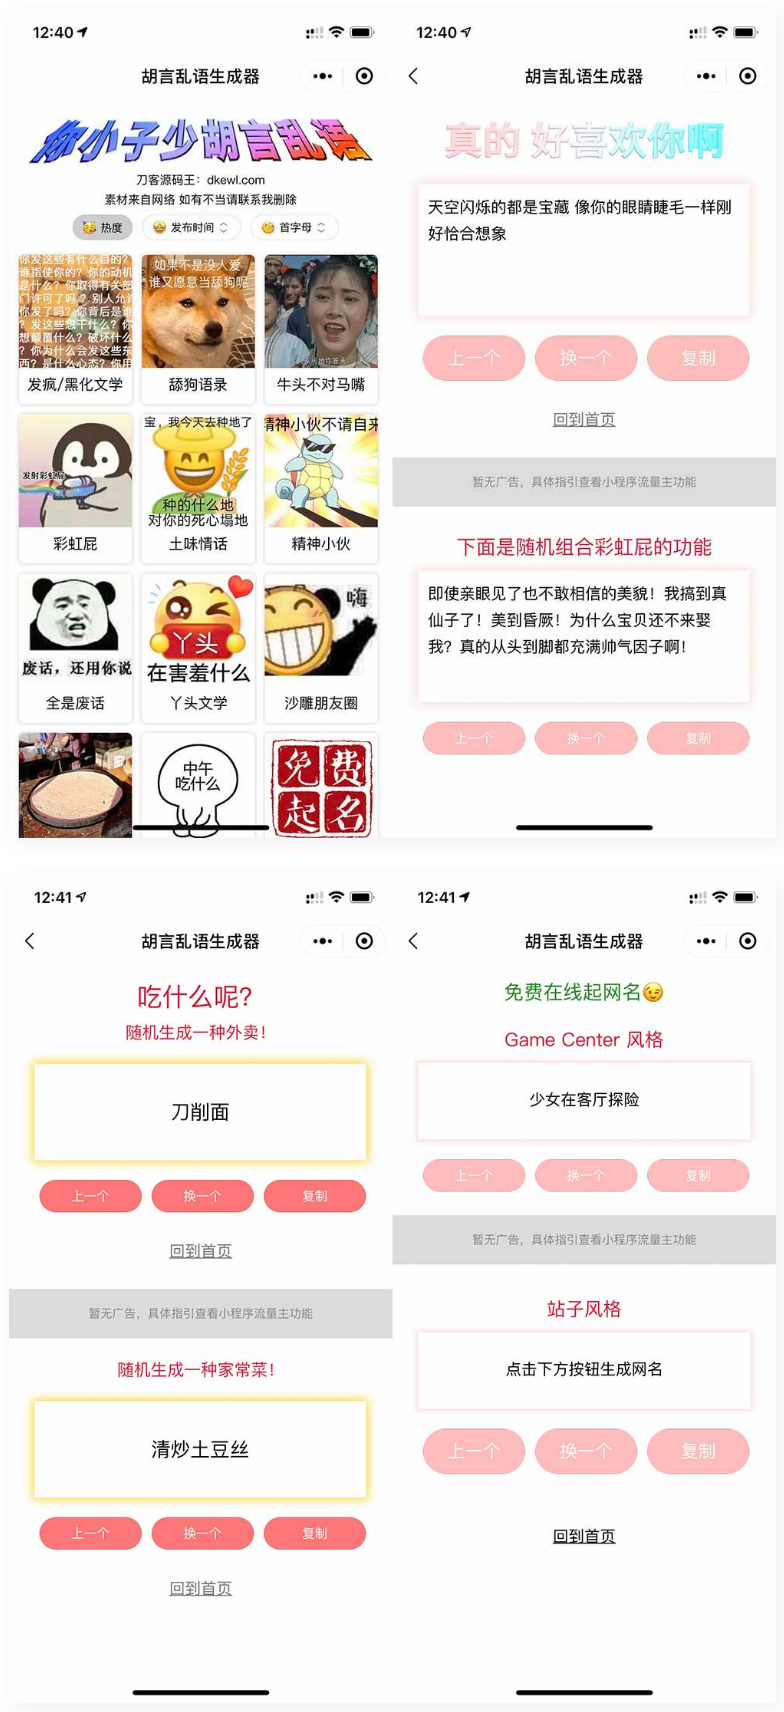 12:40
胡言乱语生成器
你小子少胡言乱语
刀客源码王：dkewl.com
素材来自网络 如有不当请联系我删除
热度
发布时间
首字母
你发这些有什么目的?
谁指使你的? 你的动机
是什么? 你取得有关部
门许可了吗? 别人允许
你发了吗? 你背后是谁
? 发这些想干什么? 你
想颠覆什么? 破坏什么
? 你为什么会发这些东
西? 是什么心态? 你用
发疯/黑化文学
如果不是没人爱
谁又愿意当舔狗呢
舔狗语录
牛头不对马嘴
发射彩虹屁
彩虹屁
宝，我今天去种地了
种的什么地
对你的死心塌地
土味情话
精神小伙不请自来
精神小伙
废话，还用你说
全是废话
丫头
在害羞什么
丫头文学
嗨
沙雕朋友圈
中午
吃什么
免费
起名
12:40
胡言乱语生成器
真的 好喜欢你啊
天空闪烁的都是宝藏 像你的眼睛睫毛一样刚
好恰合想象
上一个
换一个
复制
回到首页
暂无广告，具体指引查看小程序流量主功能
下面是随机组合彩虹屁的功能
即使亲眼见了也不敢相信的美貌！我搞到真
仙子了！美到昏厥！为什么宝贝还不来娶
我？真的从头到脚都充满帅气因子啊！
上一个
换一个
复制
12:41
胡言乱语生成器
吃什么呢？
随机生成一种外卖！
刀削面
上一个
换一个
复制
回到首页
暂无广告，具体指引查看小程序流量主功能
随机生成一种家常菜！
清炒土豆丝
上一个
换一个
复制
回到首页
12:41
胡言乱语生成器
免费在线起网名
Game Center 风格
少女在客厅探险
上一个
换一个
复制
暂无广告，具体指引查看小程序流量主功能
站子风格
点击下方按钮生成网名
上一个
换一个
复制
回到首页